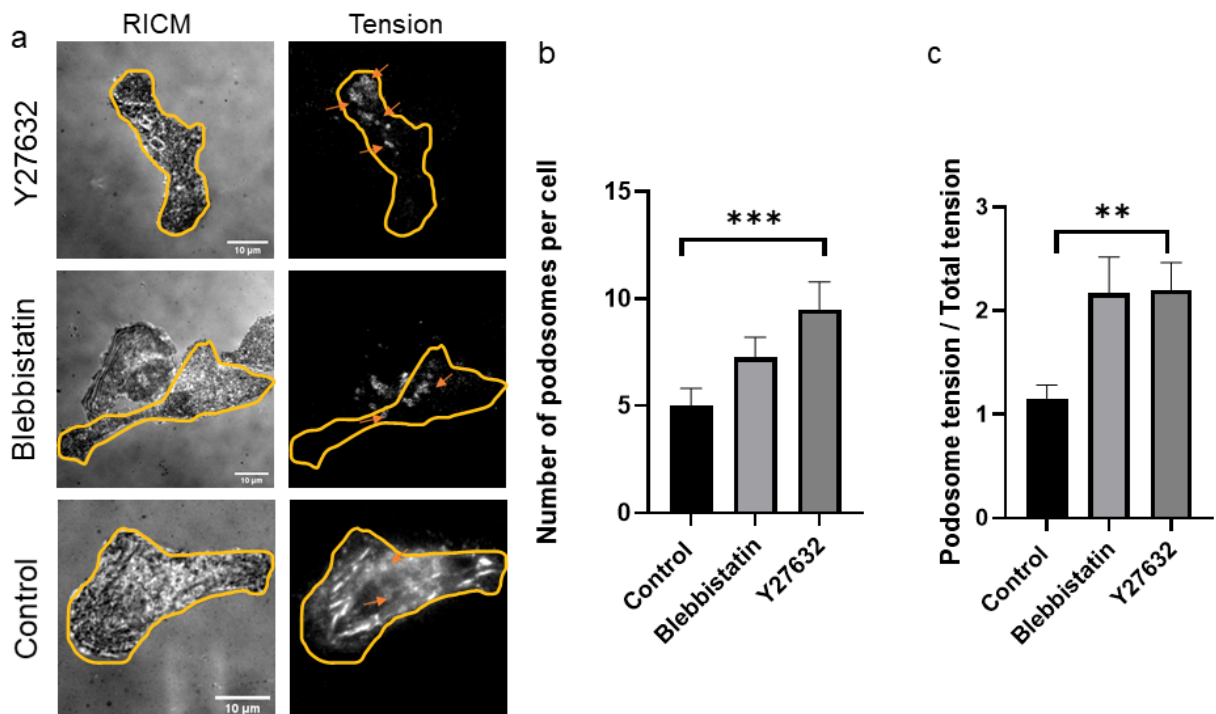 a
RICM
Tension
Y27632
10 µm
Blebbistatin
10 µm
Control
10 µm
b
Number of podosomes per cell
15
10
5
0
***
Control
Blebbistatin
Y27632
c
Podosome tension / Total tension
3
2
1
0
**
Control
Blebbistatin
Y27632